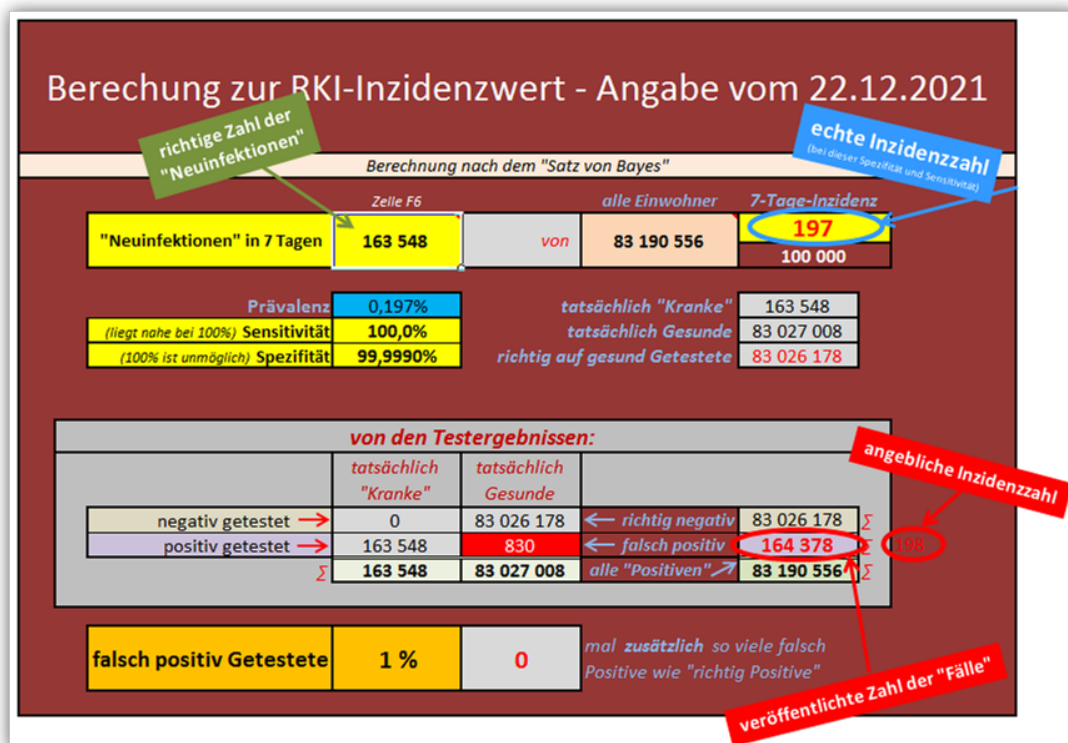 Berechung zur RKI-Inzidenzwert - Angabe vom 22.12.2021
richtige Zahl der
"Neuinfektionen"
echte Inzidenzzahl
(bei dieser Spezifität und Sensitivität)
Berechnung nach dem "Satz von Bayes"
Zelle F6 alle Einwohner 7-Tage-Inzidenz
"Neuinfektionen" in 7 Tagen 163 548 von 83 190 556 197
100 000
Prävalenz 0,197% tatsächlich "Kranke" 163 548
(liegt nahe bei 100%) Sensitivität 100,0% tatsächlich Gesunde 83 027 008
(100% ist unmöglich) Spezifität 99,9990% richtig auf gesund Getestete 83 026 178
von den Testergebnissen:
angebliche Inzidenzzahl
tatsächlich tatsächlich
"Kranke" Gesunde
negativ getestet → 0 83 026 178 ← richtig negativ 83 026 178 Σ
positiv getestet → 163 548 830 ← falsch positiv 164 378 Σ 198
Σ 163 548 83 027 008 alle "Positiven" ↗ 83 190 556 Σ
falsch positiv Getestete 1 % 0 mal zusätzlich so viele falsch
Positive wie "richtig Positive"
veröffentlichte Zahl der "Fälle"